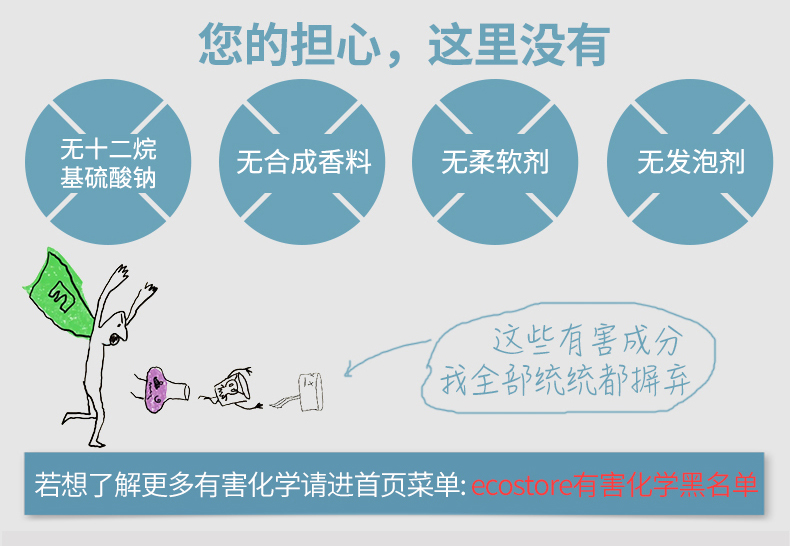 您的担心，这里没有
无十二烷
基硫酸钠
无合成香料
无柔软剂
无发泡剂
这些有害成分
我全部统统都摒弃
若想了解更多有害化学请进首页菜单: ecostore有害化学黑名单